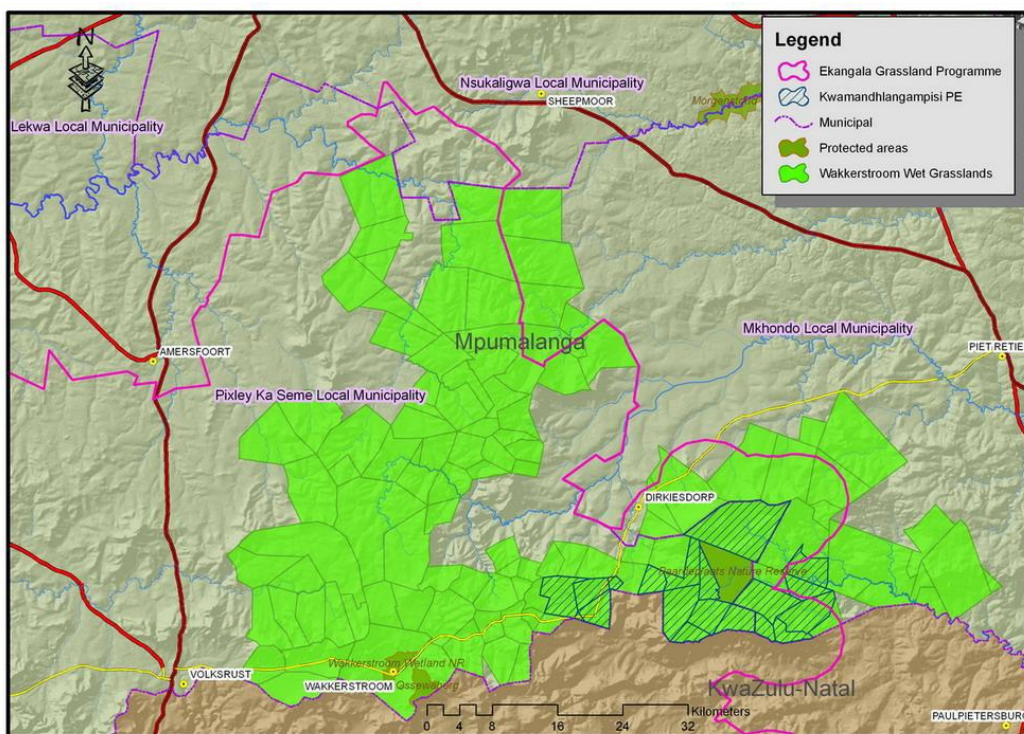 N
Legend
Ekangala Grassland Programme
Kwamandhlangampisi PE
Municipal
Protected areas
Wakkerstroom Wet Grasslands
Nsukaligwa Local Municipality
SHEEPMOOR
Lekwa Local Municipality
Mpumalanga
Mkhondo Local Municipality
AMERSFOORT
PIET RETIE
Pixley Ka Seme Local Municipality
DIRKIESDORP
Paardeplaats Nature Reserve
Wakkerstroom Wetland NR
VOLKSRUST
WAKKERSTROOM
Ossewaberg
KwaZulu-Natal
Kilometers
0 4 8 16 24 32
PAULPIETERSBURG